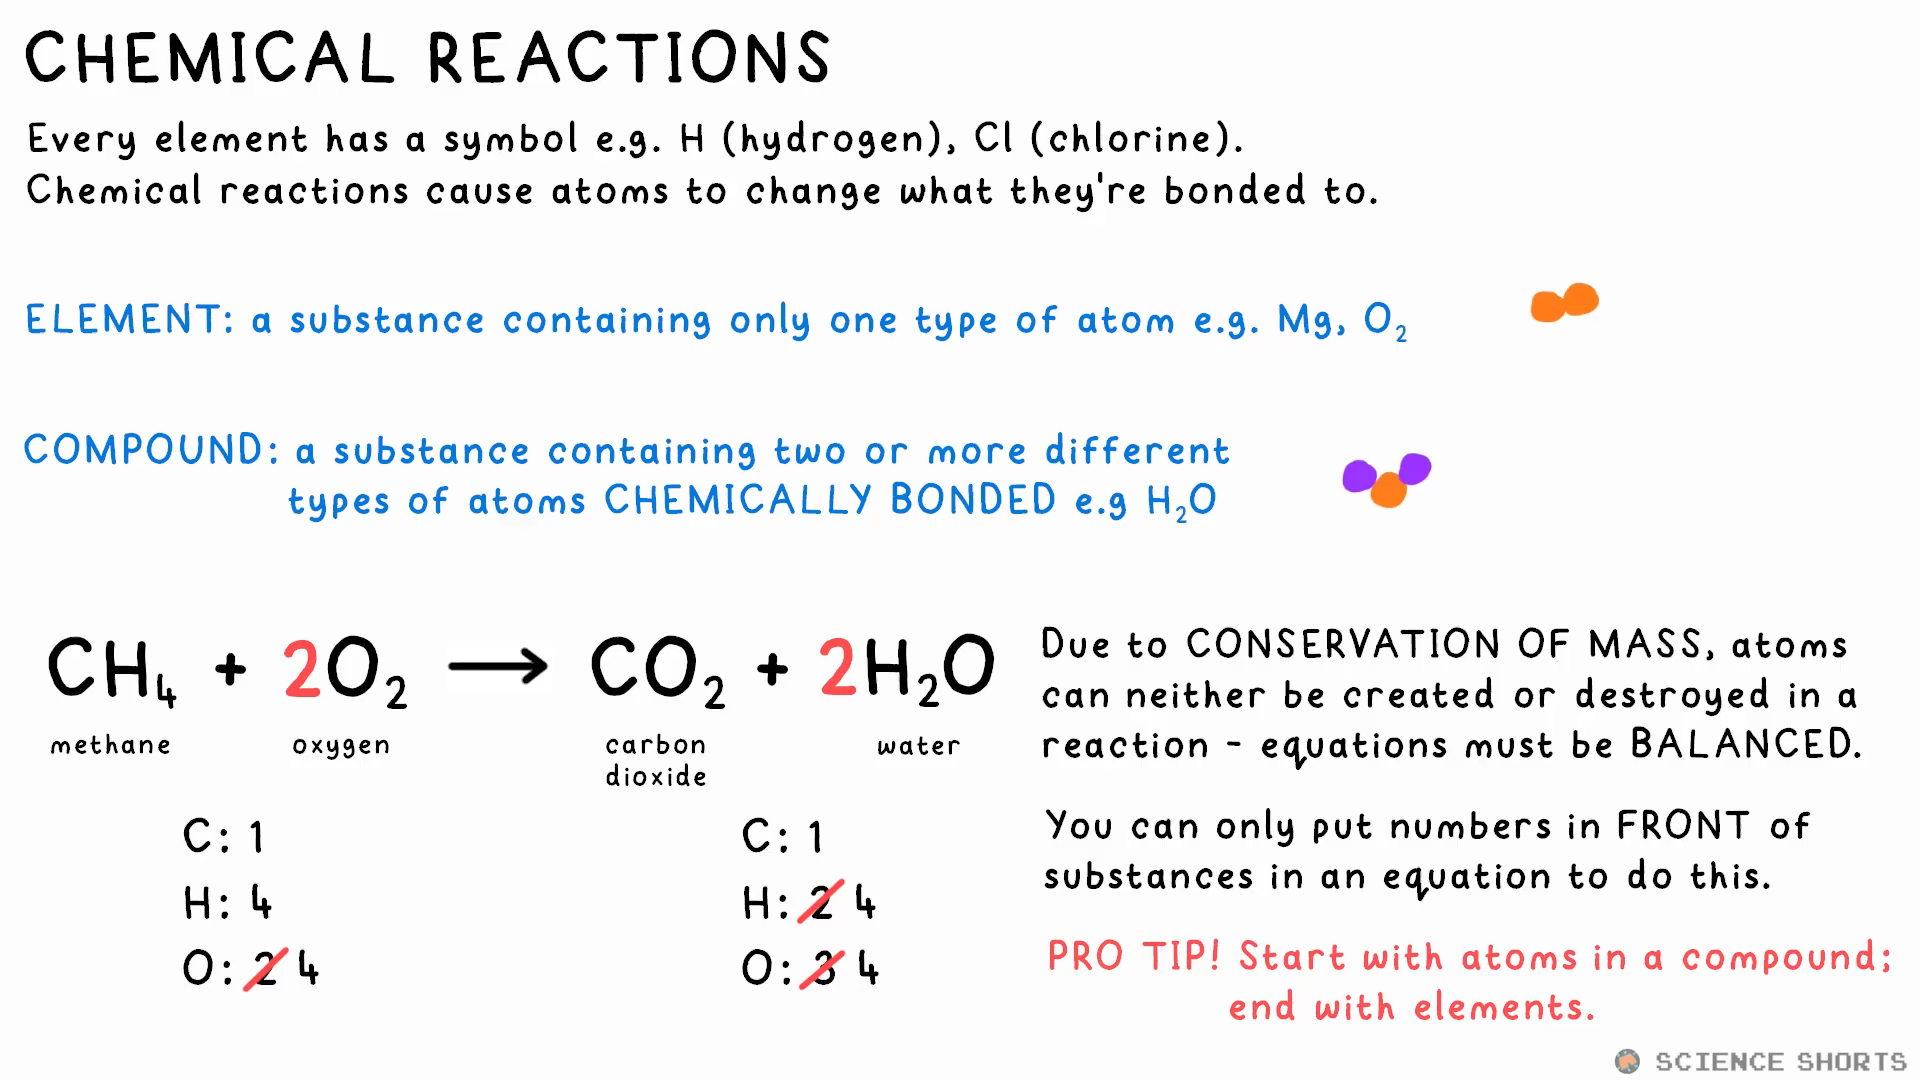 CHEMICAL REACTIONS
Every element has a symbol e.g. H (hydrogen), Cl (chlorine).
Chemical reactions cause atoms to change what they're bonded to.
ELEMENT: a substance containing only one type of atom e.g. Mg, O₂
COMPOUND: a substance containing two or more different
types of atoms CHEMICALLY BONDED e.g H₂O
CH₄ + 2O₂ → CO₂ + 2H₂O
methane oxygen carbon dioxide water
C: 1
H: 4
O: 2 4
C: 1
H: 2 4
O: 3 4
Due to CONSERVATION OF MASS, atoms
can neither be created or destroyed in a
reaction - equations must be BALANCED.
You can only put numbers in FRONT of
substances in an equation to do this.
PRO TIP! Start with atoms in a compound;
end with elements.
SCIENCE SHORTS